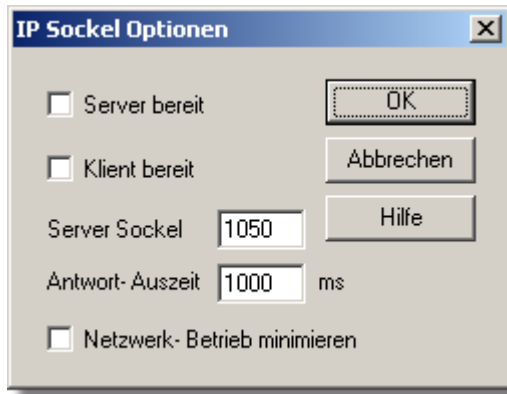 IP Sockel Optionen
Server bereit
OK
Klient bereit
Abbrechen
Server Sockel 1050
Hilfe
Antwort- Auszeit 1000 ms
Netzwerk- Betrieb minimieren